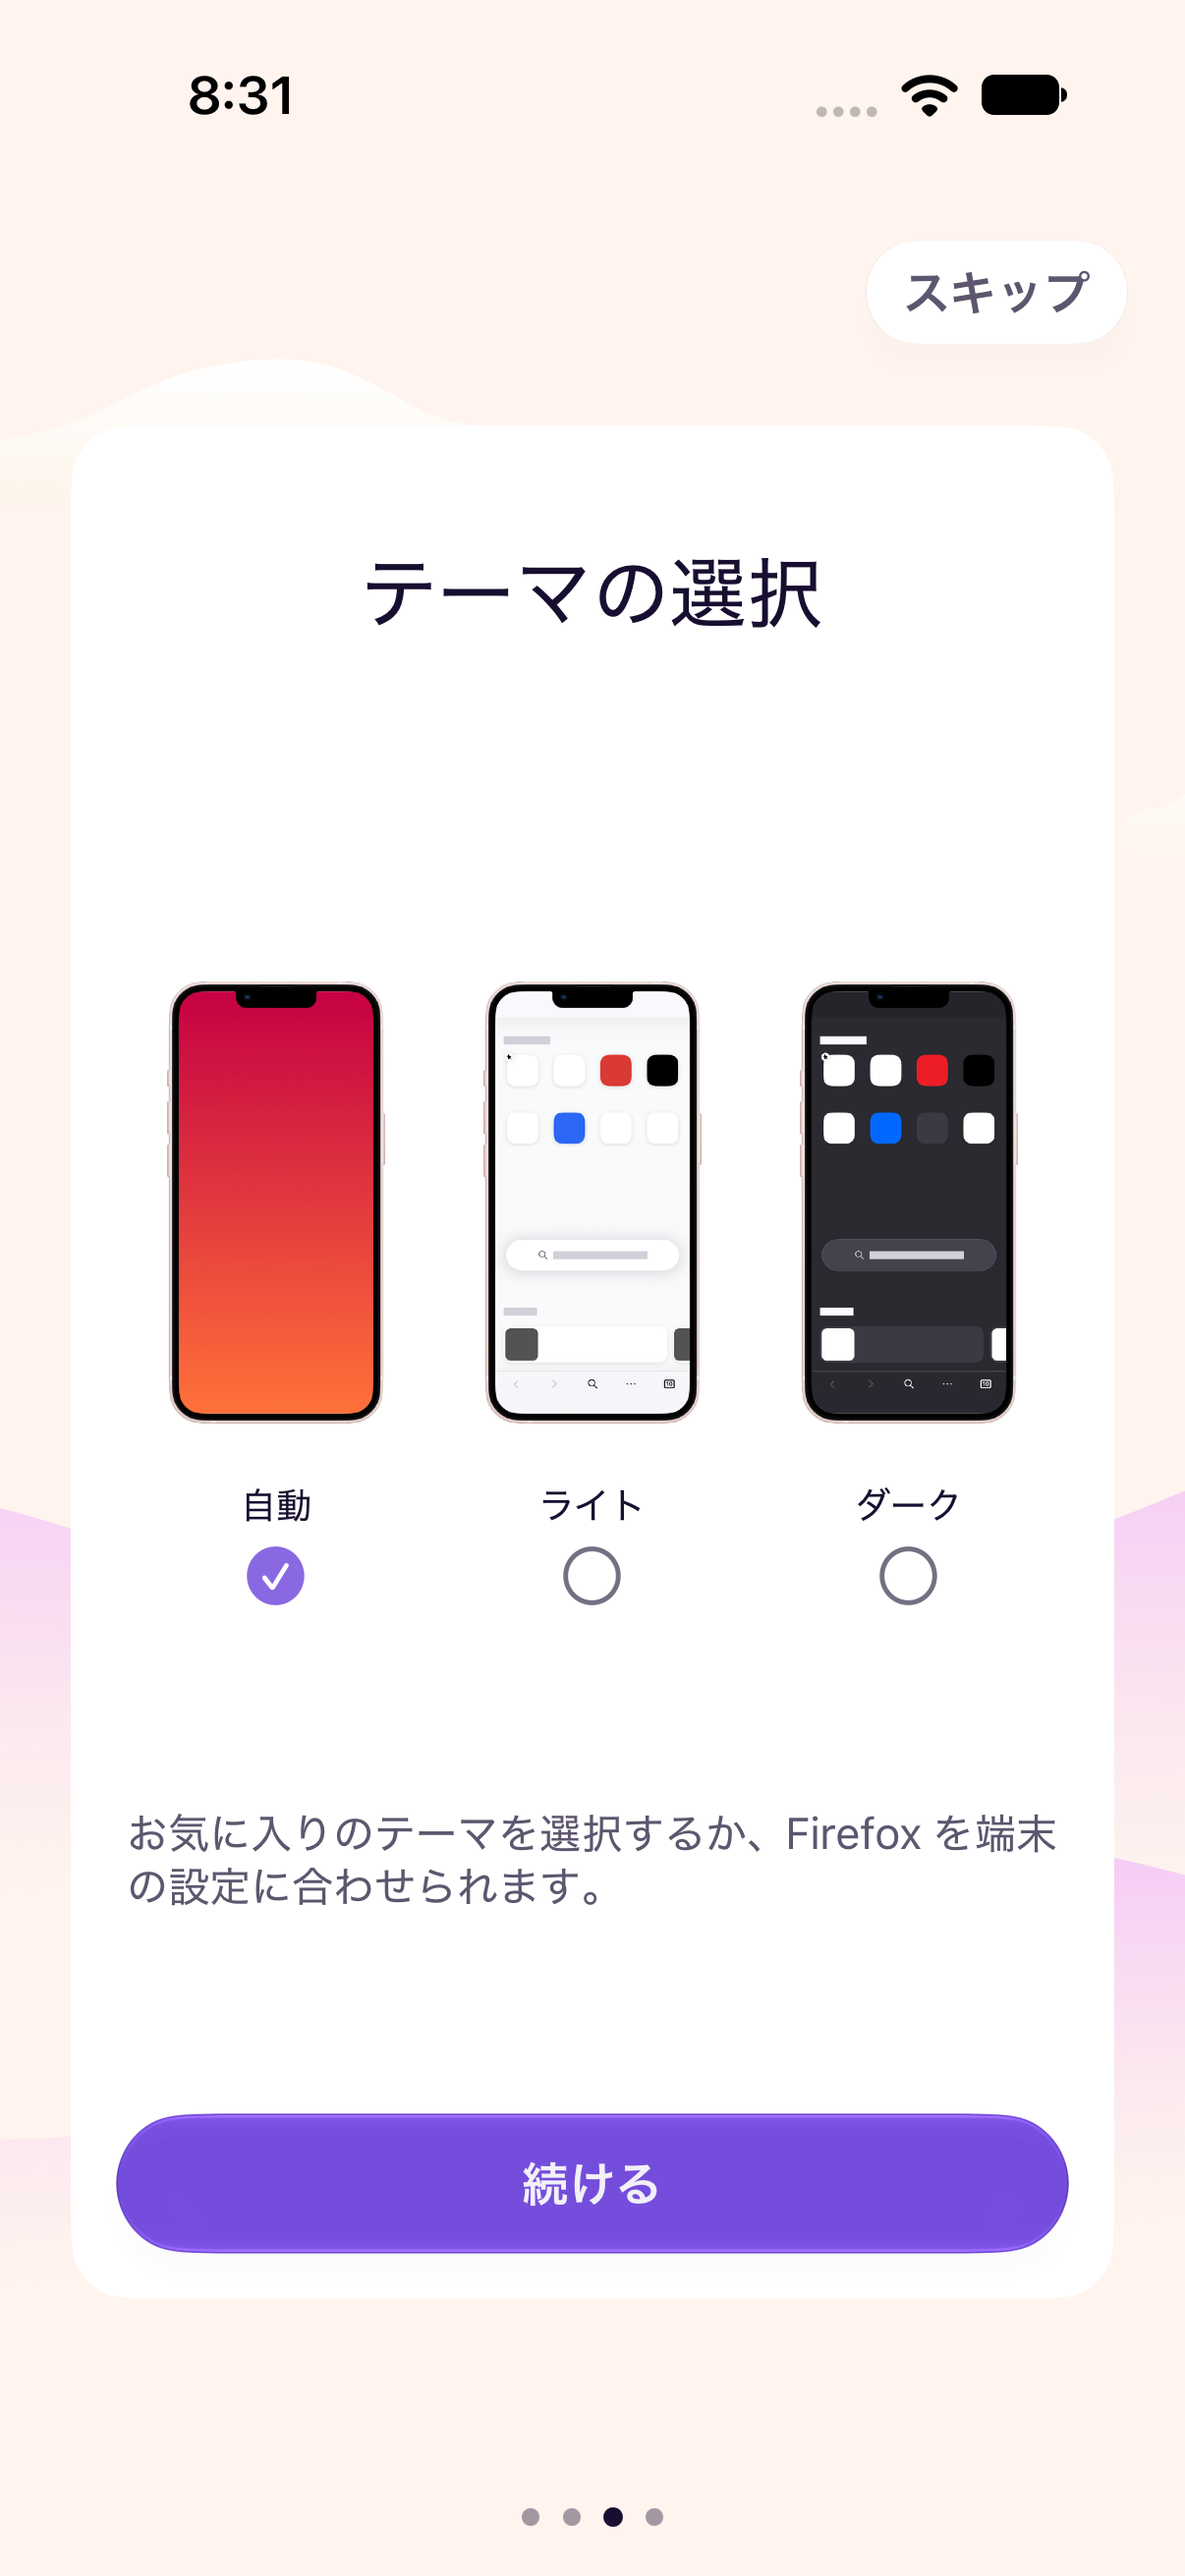 8:31
スキップ
テーマの選択
自動
ライト
ダーク
お気に入りのテーマを選択するか、Firefox を端末
の設定に合わせられます。
続ける